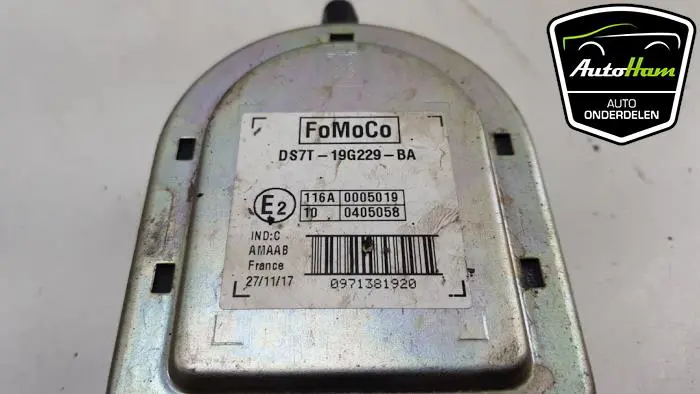 AutoHam
AUTO
ONDERDELEN
FoMoCo
DS7T-19G229-BA
E2
116A 0005019
10 0405058
IND:C
AMAAB
France
27/11/17
0971381920